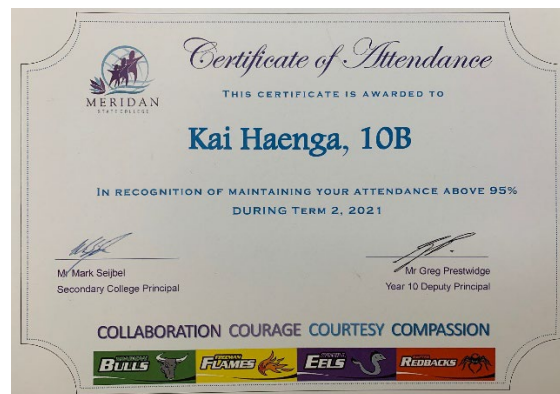 Certificate of Attendance
MERIDAN
STATE COLLEGE
THIS CERTIFICATE IS AWARDED TO
Kai Haenga, 10B
IN RECOGNITION OF MAINTAINING YOUR ATTENDANCE ABOVE 95%
DURING TERM 2, 2021
Mr Mark Seijbel
Secondary College Principal
Mr Greg Prestwidge
Year 10 Deputy Principal
COLLABORATION COURAGE COURTESY COMPASSION
BULLS
FLAMES
EELS
REDBACKS